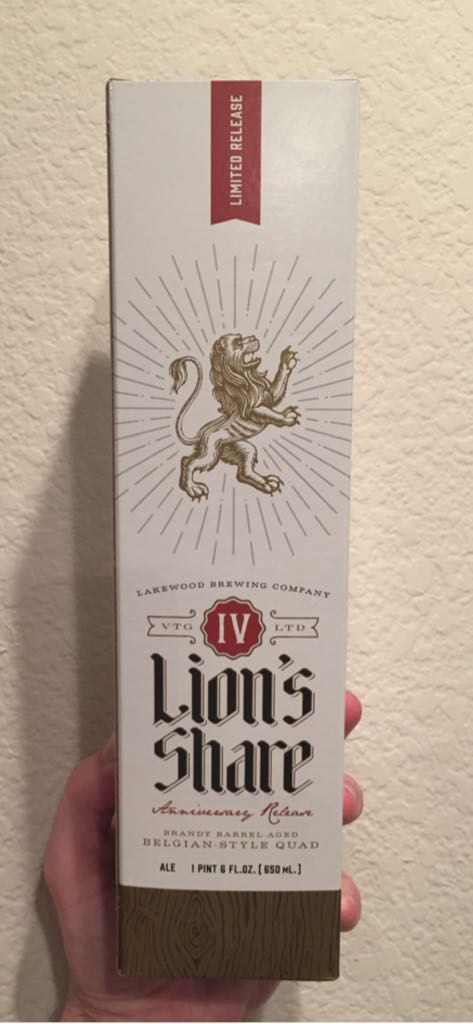 LIMITED RELEASE
LAKEWOOD BREWING COMPANY
VTG IV LTD
Lion's
Share
Anniversary Release
BRANDY BARREL-AGED
BELGIAN-STYLE QUAD
ALE 1 PINT 6 FL.OZ. [650 ML.]